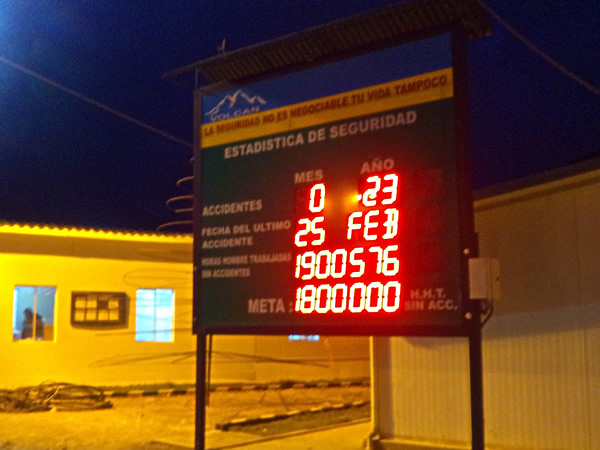 VOLCAN
LA SEGURIDAD NO ES NEGOCIABLE TU VIDA TAMPOCO
ESTADISTICA DE SEGURIDAD
MES AÑO
ACCIDENTES 0 23
FECHA DEL ULTIMO ACCIDENTE 25 FEB
HORAS HOMBRE TRABAJADAS SIN ACCIDENTES 1900576
META : 1800000 H.H.T. SIN ACC.